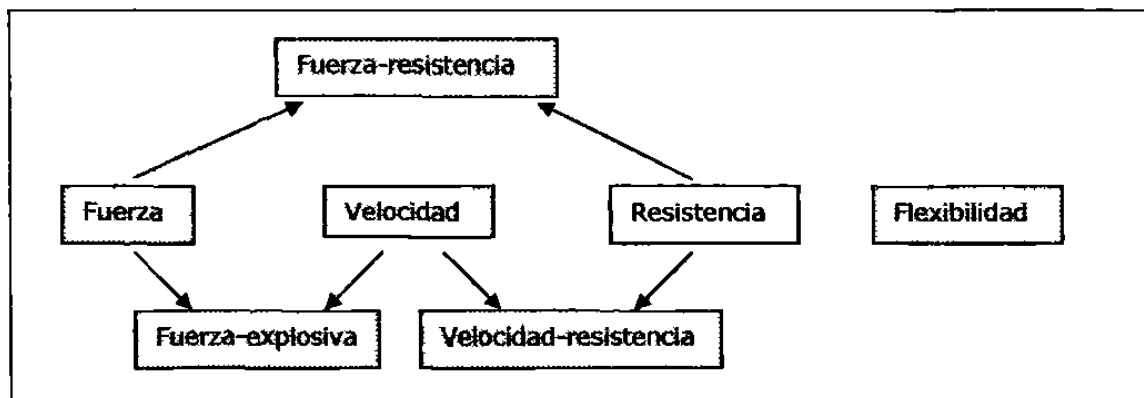 Fuerza-resistencia
Fuerza
Velocidad
Resistencia
Flexibilidad
Fuerza-explosiva
Velocidad-resistencia